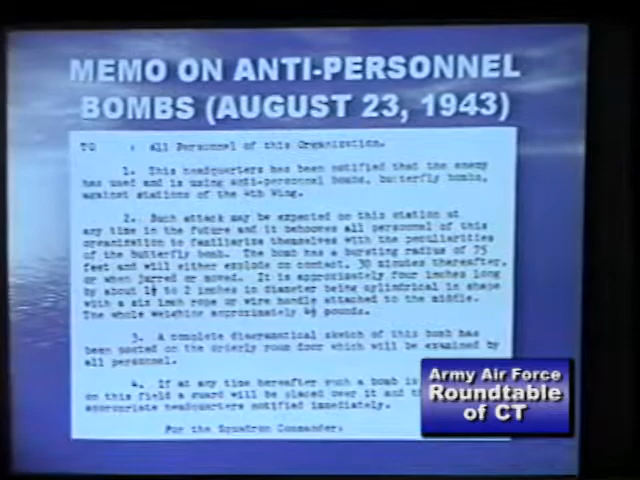 MEMO ON ANTI-PERSONNEL
BOMBS (AUGUST 23, 1943)
TO : All Personnel of this Organization.
1. This headquarters has been notified that the enemy
has used and is using anti-personnel bombs, butterfly bombs,
against stations of the 4th Wing.
2. Such attack may be expected on this station at
any time in the future and it behooves all personnel of this
organization to familiarize themselves with the peculiarities
of the butterfly bomb. The bomb has a bursting radius of 75
feet and will either explode on contact, 30 minutes thereafter,
or when jarred or moved. It is approximately four inches long
by about 1½ to 2 inches in diameter being cylindrical in shape
with a six inch rope or wire handle attached to the middle.
The whole weighing approximately 4½ pounds.
3. A complete diagramatical sketch of this bomb has
been posted on the orderly room door which will be examined by
all personnel.
4. If at any time hereafter such a bomb is
on this field a guard will be placed over it and
appropriate headquarters notified immediately.
For the Squadron Commander:
Army Air Force
Roundtable
of CT